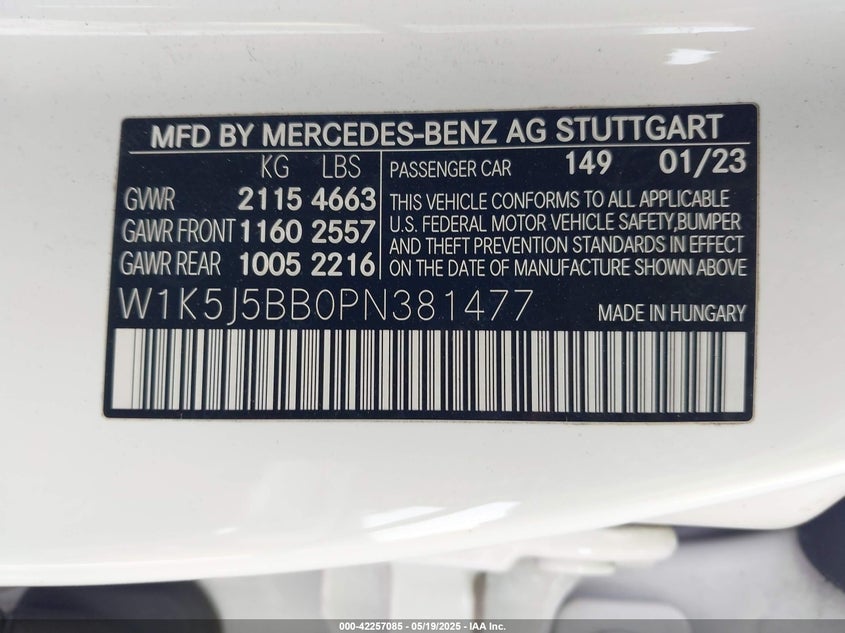 MFD BY MERCEDES-BENZ AG STUTTGART
KG LBS
GVWR 2115 4663
GAWR FRONT 1160 2557
GAWR REAR 1005 2216
PASSENGER CAR 149 01/23
THIS VEHICLE CONFORMS TO ALL APPLICABLE
U.S. FEDERAL MOTOR VEHICLE SAFETY,BUMPER
AND THEFT PREVENTION STANDARDS IN EFFECT
ON THE DATE OF MANUFACTURE SHOWN ABOVE
W1K5J5BB0PN381477
MADE IN HUNGARY
000-42257085 - 05/19/2025 - IAA Inc.